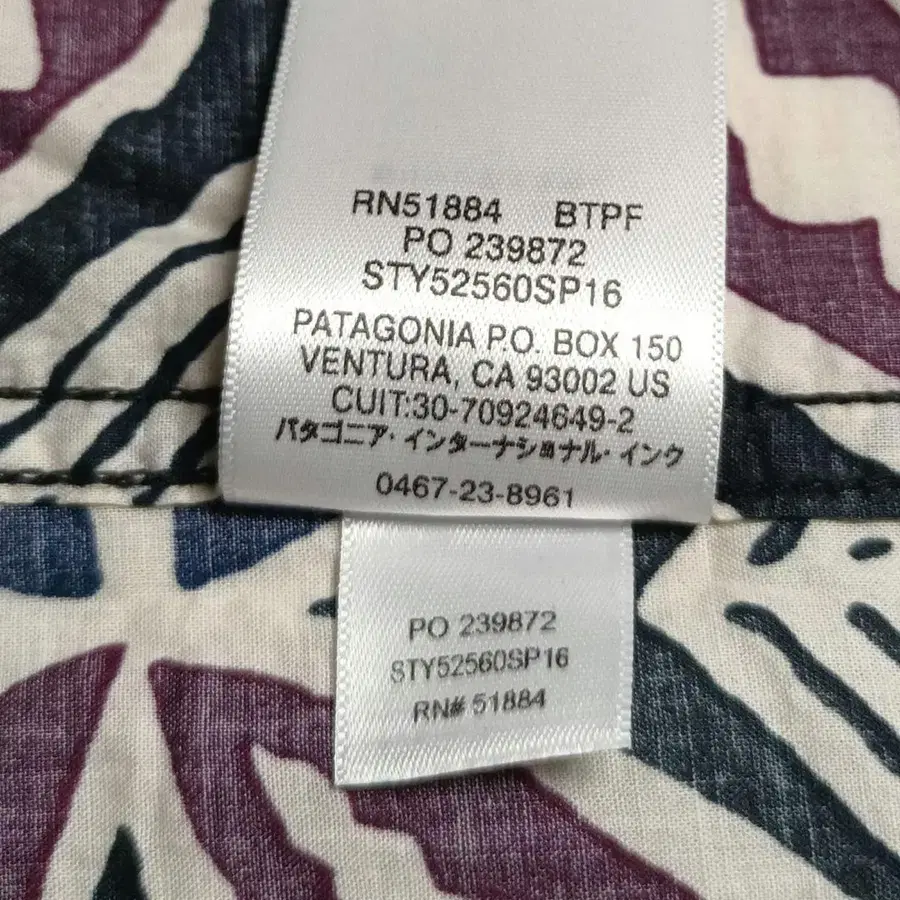 RN51884 BTPF
PO 239872
STY52560SP16
PATAGONIA P.O. BOX 150
VENTURA, CA 93002 US
CUIT:30-70924649-2
パタゴニア・インターナショナル・インク
0467-23-8961
PO 239872
STY52560SP16
RN# 51884